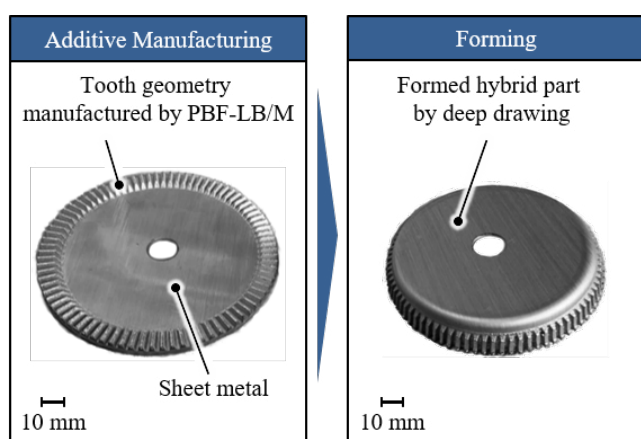 Additive Manufacturing
Tooth geometry
manufactured by PBF-LB/M
Sheet metal
10 mm
Forming
Formed hybrid part
by deep drawing
10 mm